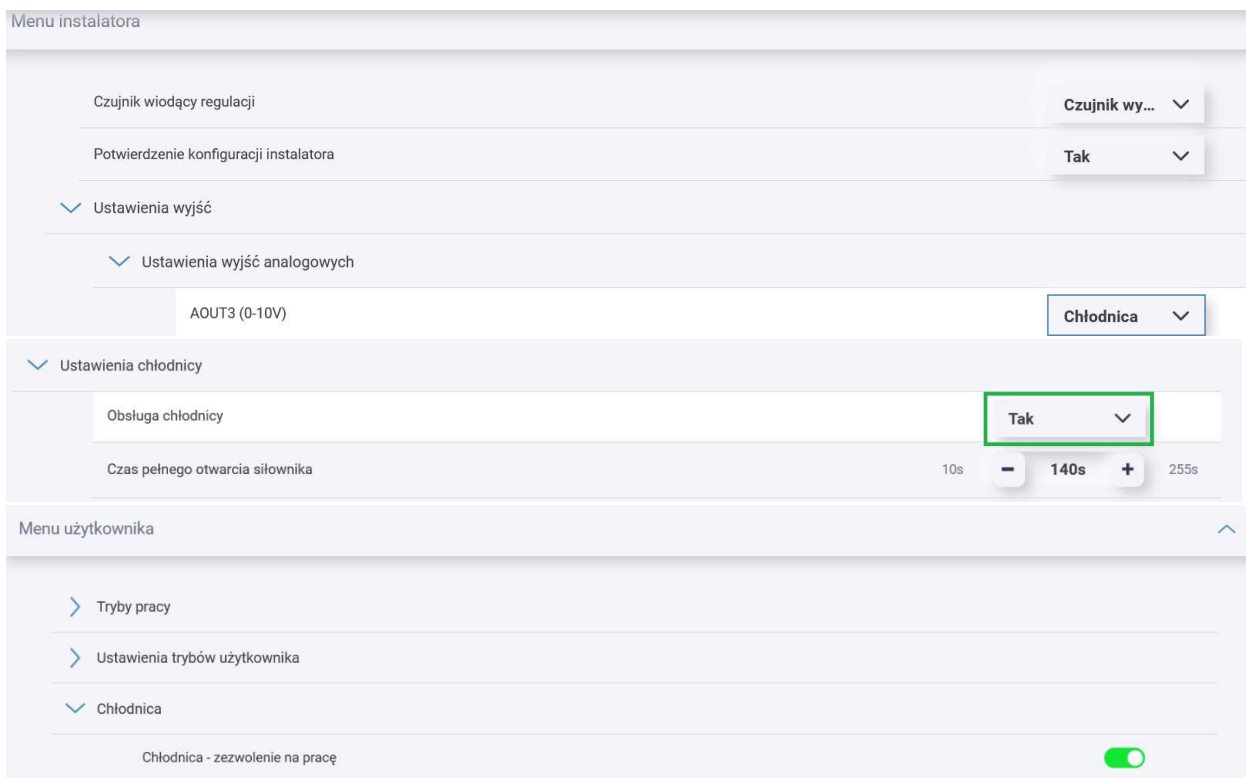 Menu instalatora
Czujnik wiodący regulacji Czujnik wy...
Potwierdzenie konfiguracji instalatora Tak
Ustawienia wyjść
Ustawienia wyjść analogowych
AOUT3 (0-10V) Chłodnica
Ustawienia chłodnicy
Obsługa chłodnicy Tak
Czas pełnego otwarcia siłownika 10s − 140s + 255s
Menu użytkownika
Tryby pracy
Ustawienia trybów użytkownika
Chłodnica
Chłodnica - zezwolenie na pracę